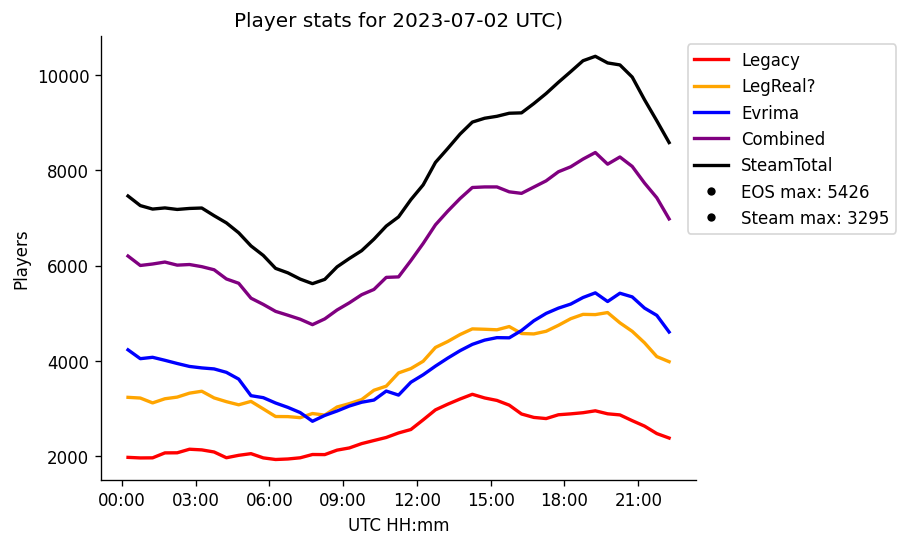 Player stats for 2023-07-02 UTC)
Legacy
LegReal?
Evrima
Combined
SteamTotal
EOS max: 5426
Steam max: 3295
Players
10000
8000
6000
4000
2000
00:00 03:00 06:00 09:00 12:00 15:00 18:00 21:00
UTC HH:mm